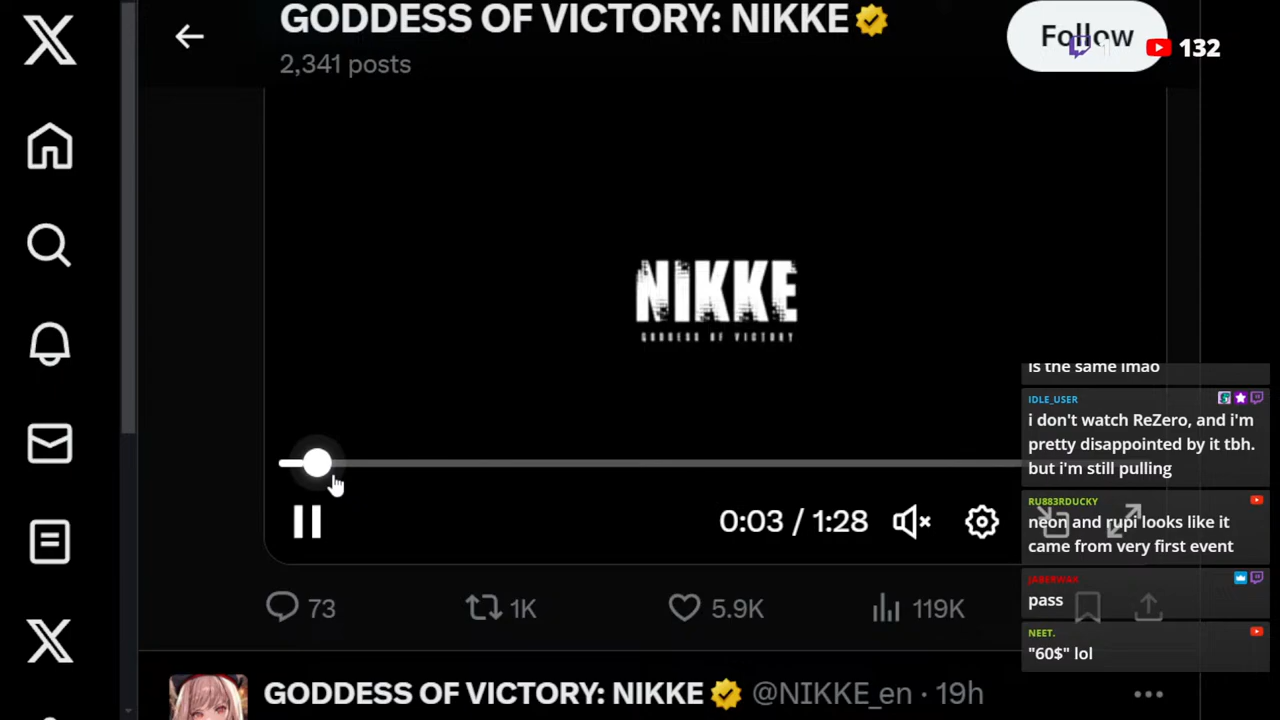 GODDESS OF VICTORY: NIKKE
2,341 posts
Follow
132
NIKKE
GODDESS OF VICTORY
0:03 / 1:28
73
1K
5.9K
119K
GODDESS OF VICTORY: NIKKE @NIKKE_en · 19h
is the same lmao
IDLE_USER
i don't watch ReZero, and i'm
pretty disappointed by it tbh.
but i'm still pulling
RU883RDUCKY
neon and rupi looks like it
came from very first event
JABERWAX
pass
NEET.
"60$" lol